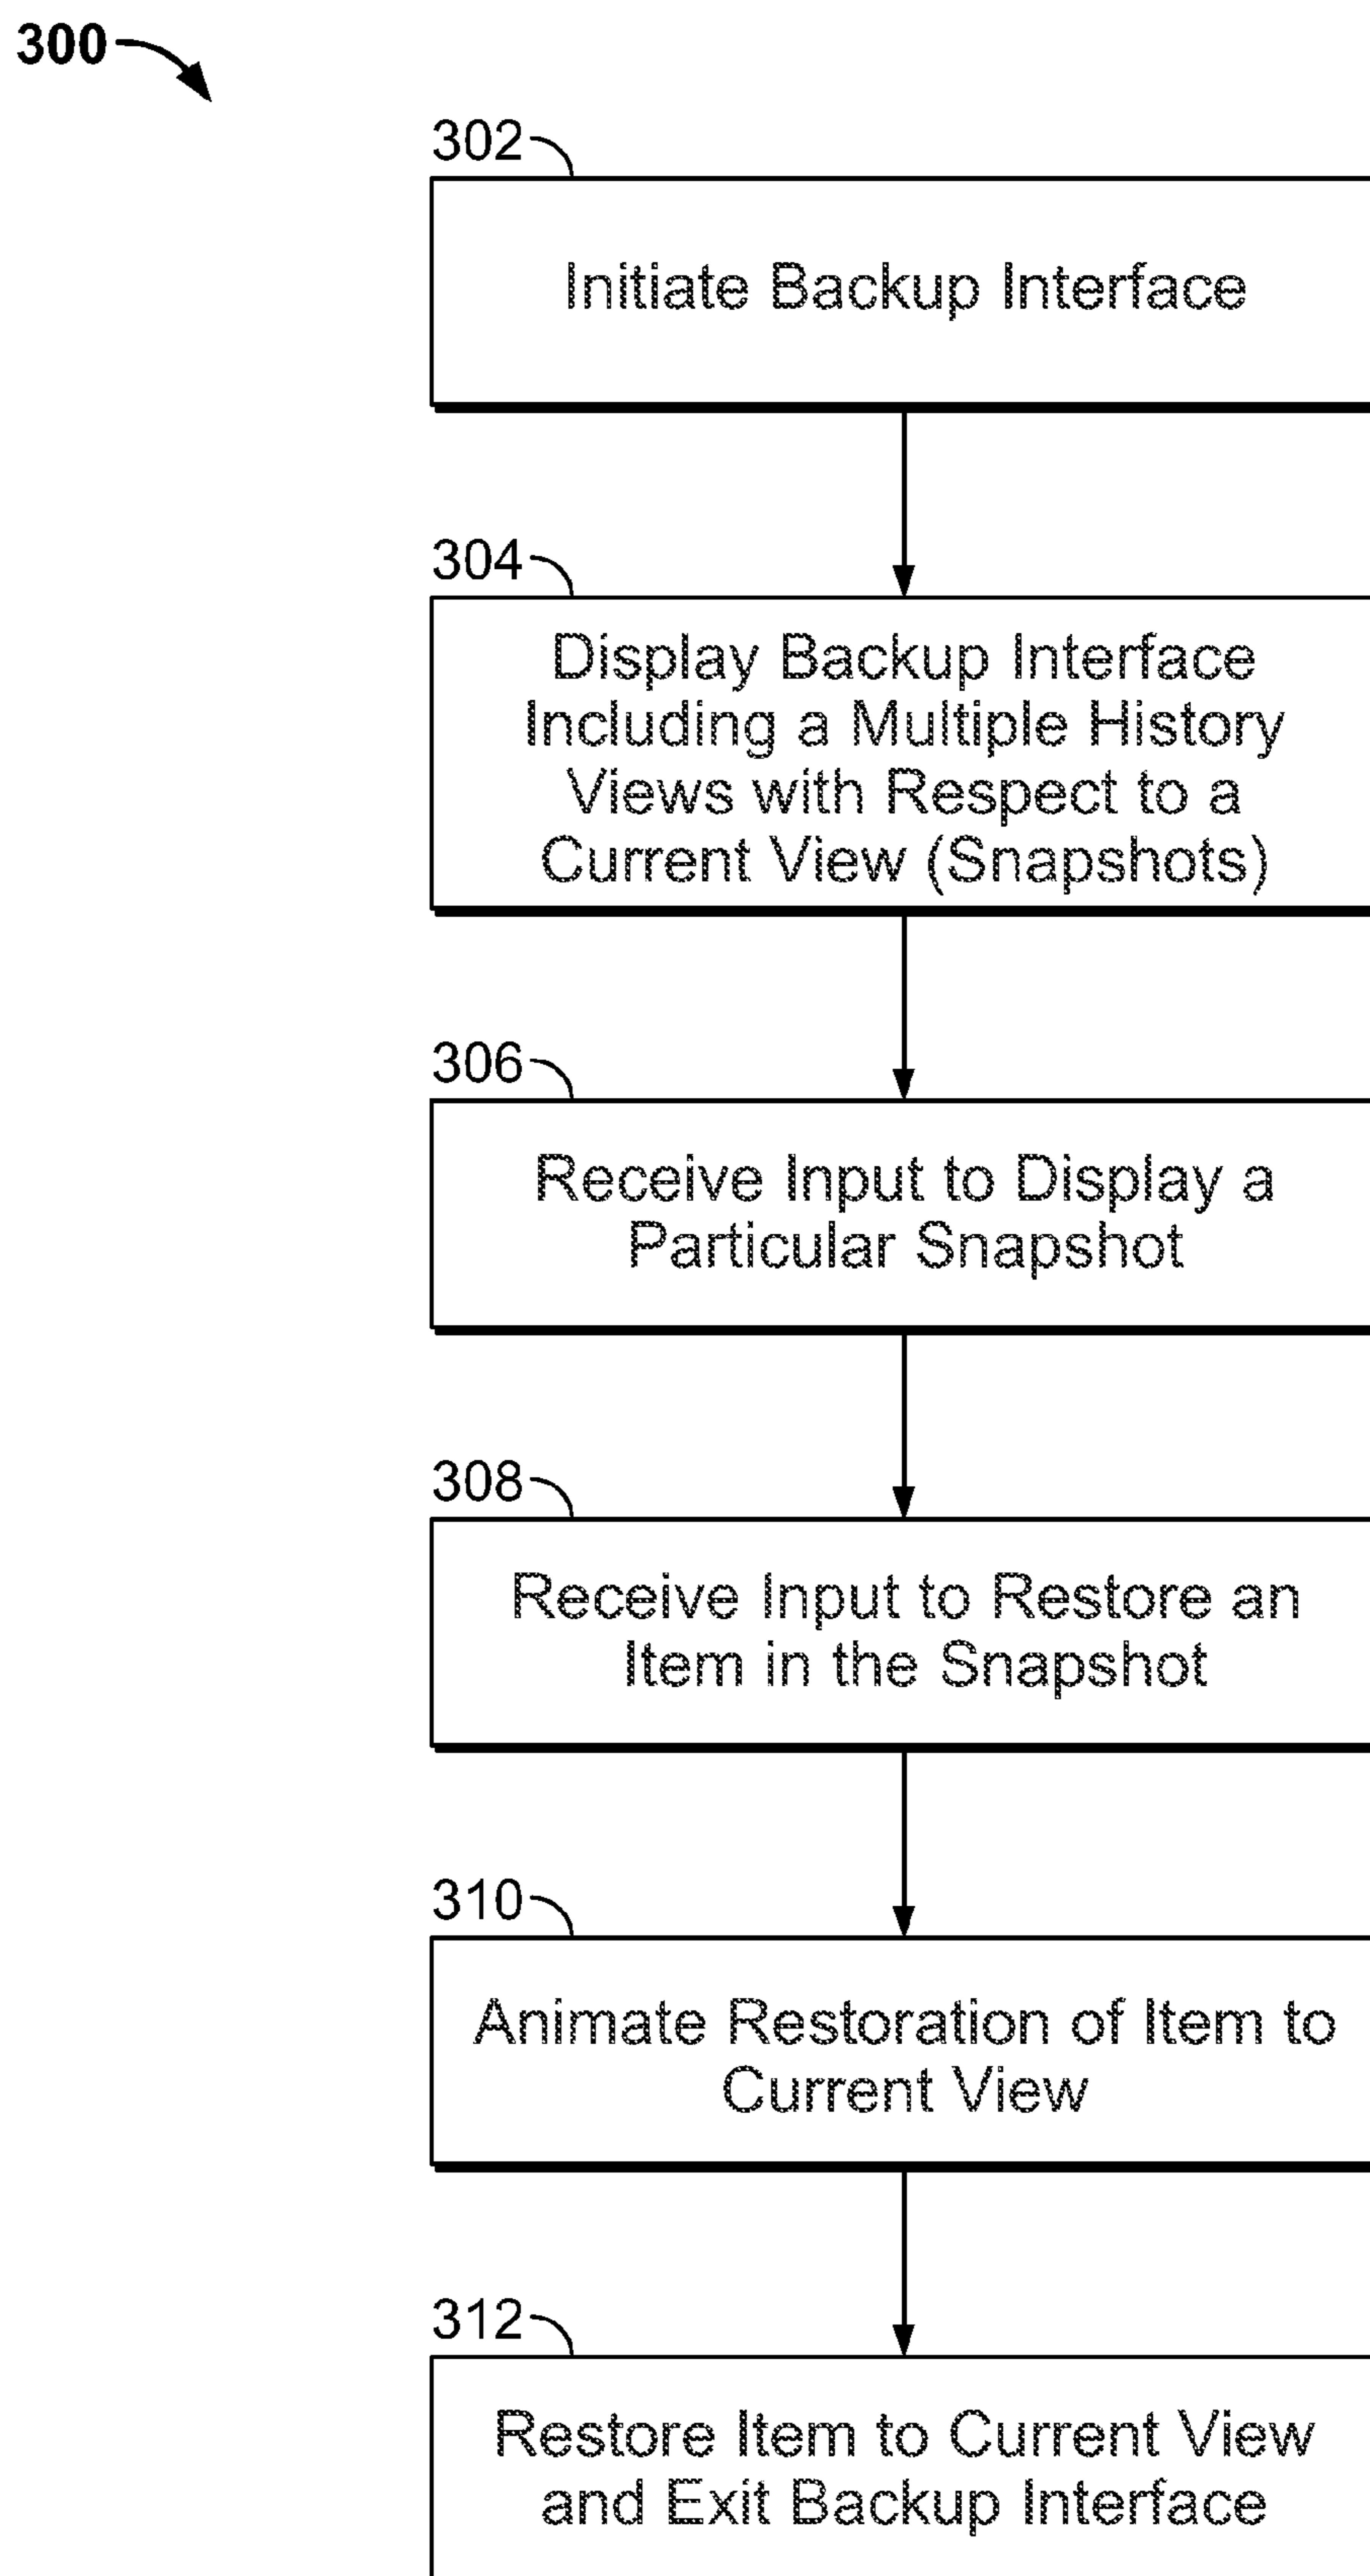 300
302
Initiate Backup Interface
304
Display Backup Interface
Including a Multiple History
Views with Respect to a
Current View (Snapshots)
306
Receive Input to Display a
Particular Snapshot
308
Receive Input to Restore an
Item in the Snapshot
310
Animate Restoration of Item to
Current View
312
Restore Item to Current View
and Exit Backup Interface